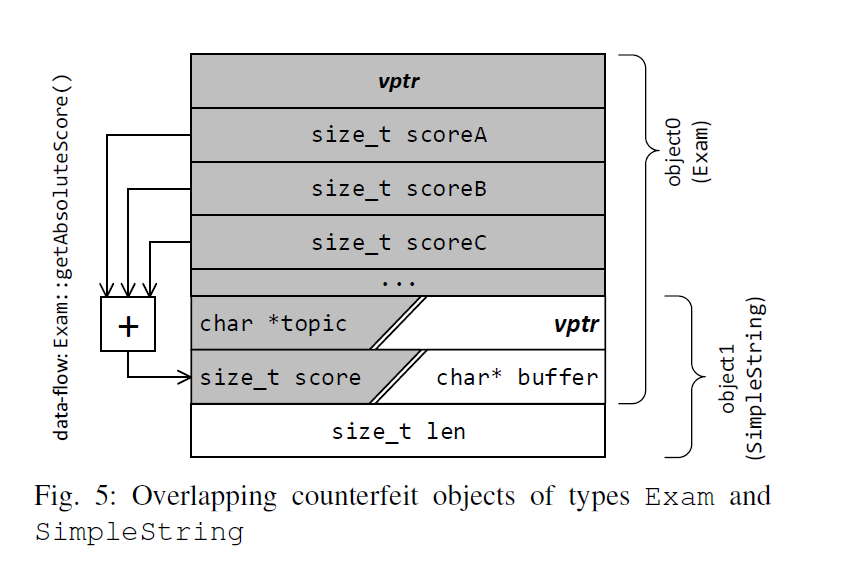 data-flow: Exam::getAbsoluteScore()
vptr
size_t scoreA
size_t scoreB
size_t scoreC
...
+
char *topic
vptr
size_t score
char* buffer
size_t len
object0
(Exam)
object1
(SimpleString)
Fig. 5: Overlapping counterfeit objects of types Exam and
SimpleString